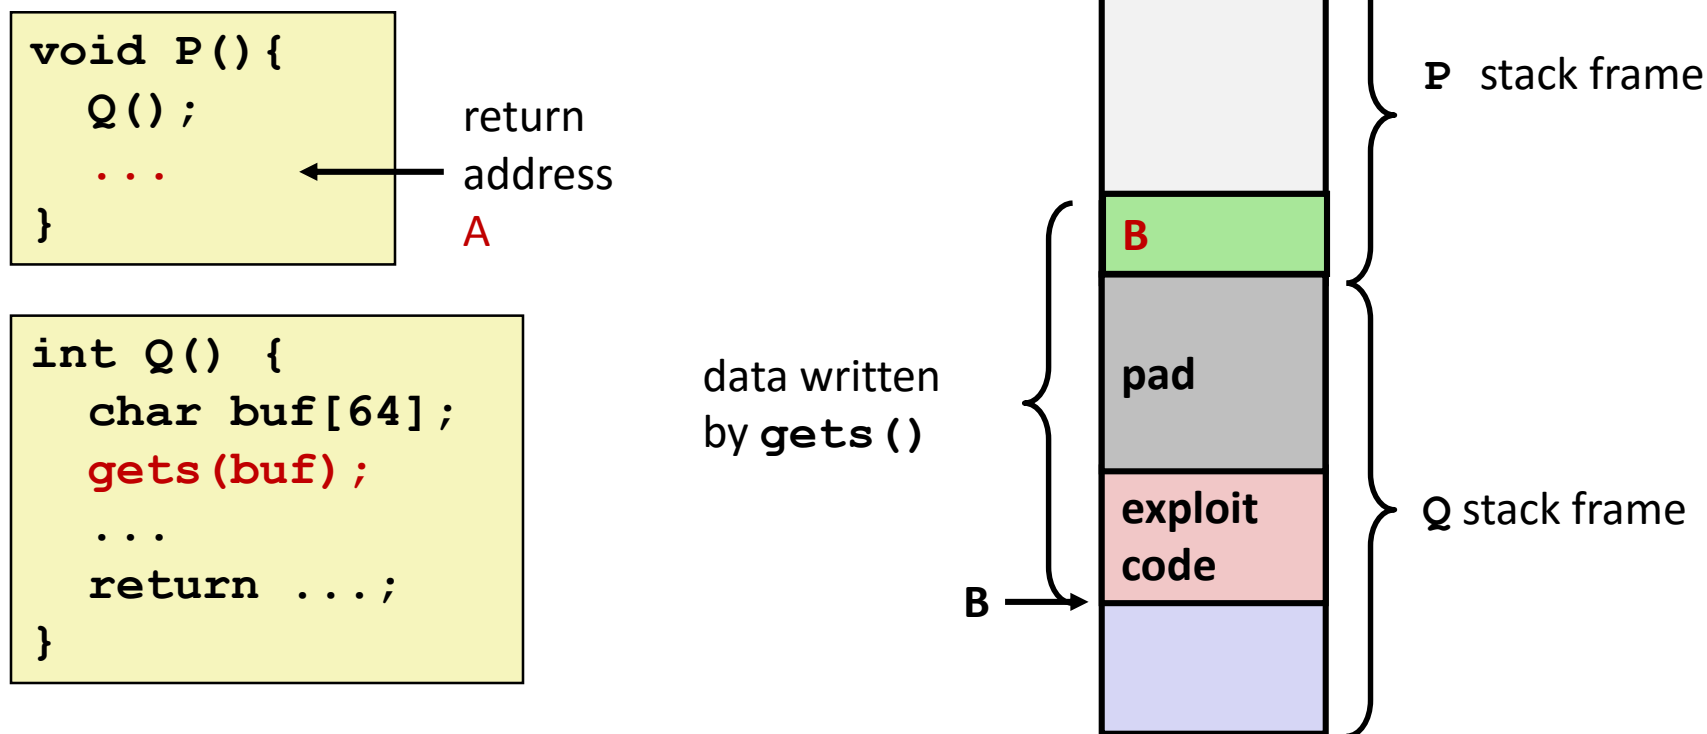 void P(){
  Q();
  ...
}
return
address
A
int Q() {
  char buf[64];
  gets(buf);
  ...
  return ...;
}
data written
by gets()
B
B
pad
exploit
code
P stack frame
Q stack frame